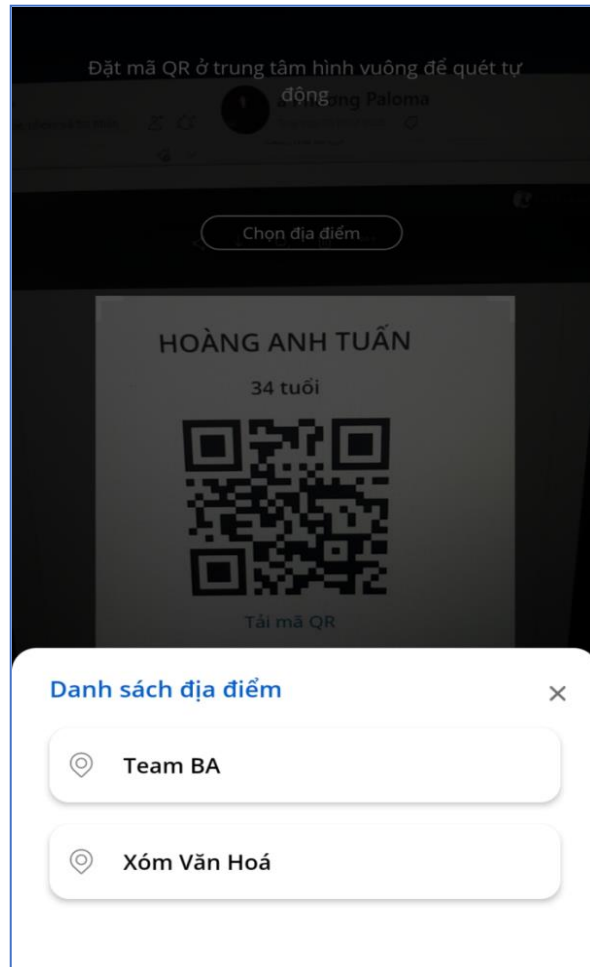 Đặt mã QR ở trung tâm hình vuông để quét tự
động
Paloma
Chọn địa điểm
HOÀNG ANH TUẤN
34 tuổi
Tải mã QR
Danh sách địa điểm
Team BA
Xóm Văn Hoá